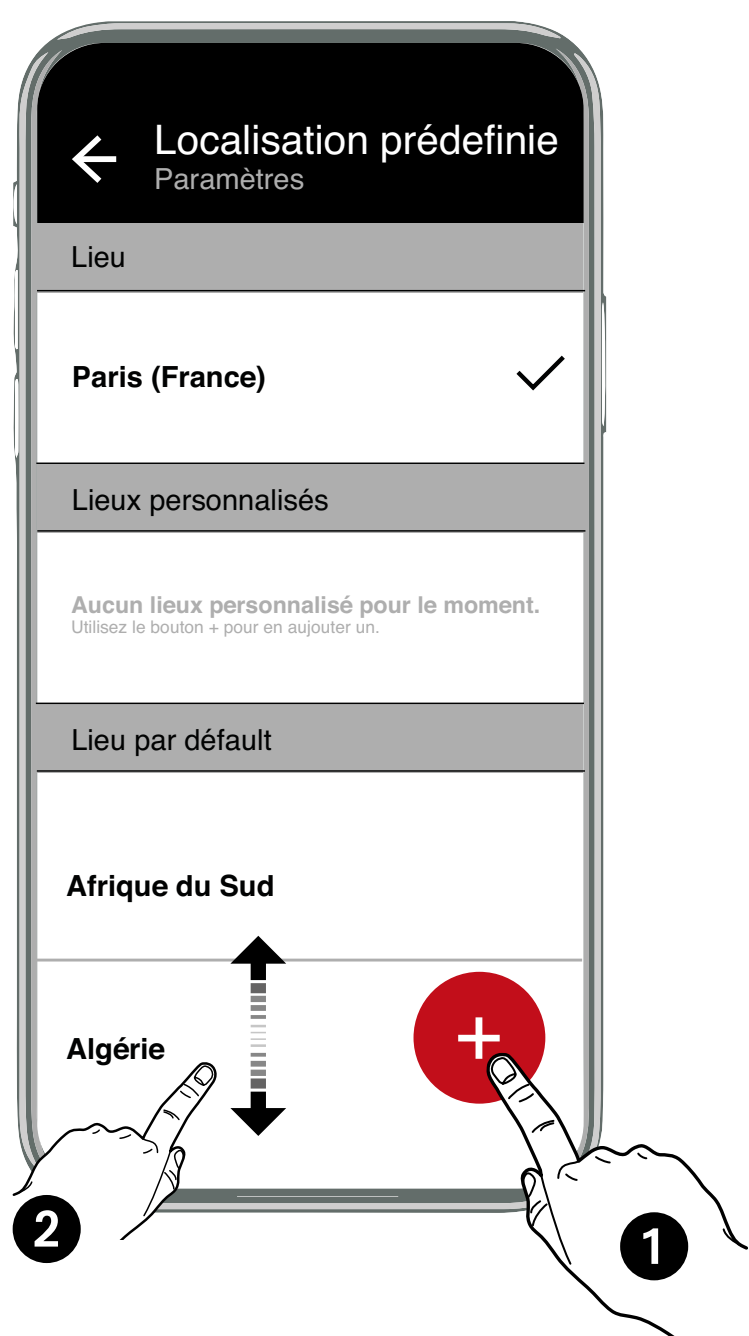 Localisation prédefinie
Paramètres
Lieu
Paris (France)
Lieux personnalisés
Aucun lieux personnalisé pour le moment.
Utilisez le bouton + pour en aujouter un.
Lieu par défault
Afrique du Sud
Algérie
+
2
1